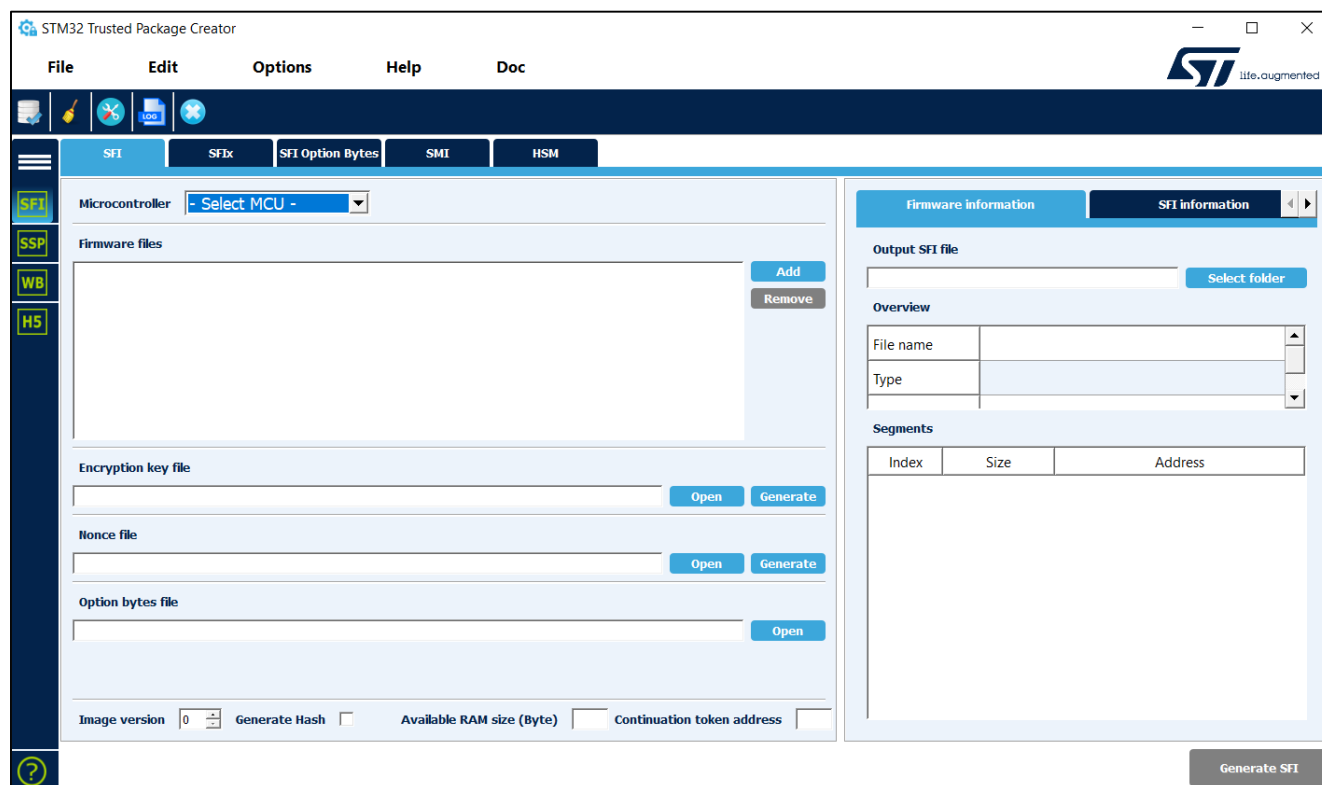 STM32 Trusted Package Creator
File Edit Options Help Doc
ST life.augmented
LOG
SFI SFIx SFI Option Bytes SMI HSM
SFI
SSP
WB
H5
Microcontroller - Select MCU -
Firmware files
Add
Remove
Encryption key file
Open Generate
Nonce file
Open Generate
Option bytes file
Open
Image version 0 Generate Hash Available RAM size (Byte) Continuation token address
Firmware information SFI information
Output SFI file
Select folder
Overview
File name
Type
Segments
Index Size Address
?
Generate SFI